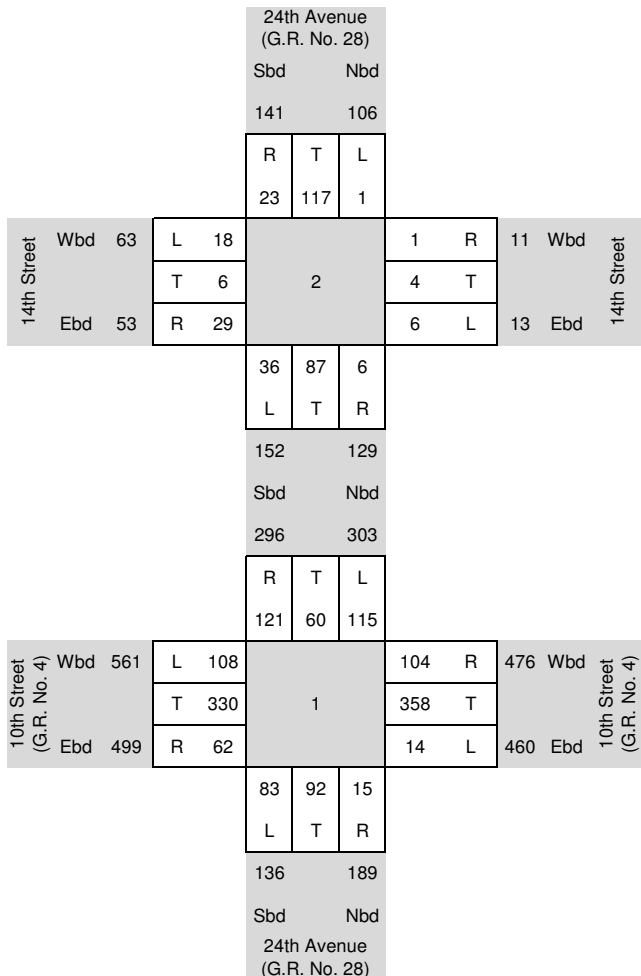 24th Avenue
(G.R. No. 28)
Sbd Nbd
141 106
R T L
23 117 1
14th Street
Wbd 63 L 18
T 6
Ebd 53 R 29
2
1 R 11 Wbd
4 T
6 L 13 Ebd
14th Street
36 87 6
L T R
152 129
Sbd Nbd
296 303
R T L
121 60 115
10th Street
(G.R. No. 4)
Wbd 561 L 108
T 330
Ebd 499 R 62
1
104 R 476 Wbd
358 T
14 L 460 Ebd
10th Street
(G.R. No. 4)
83 92 15
L T R
136 189
Sbd Nbd
24th Avenue
(G.R. No. 28)